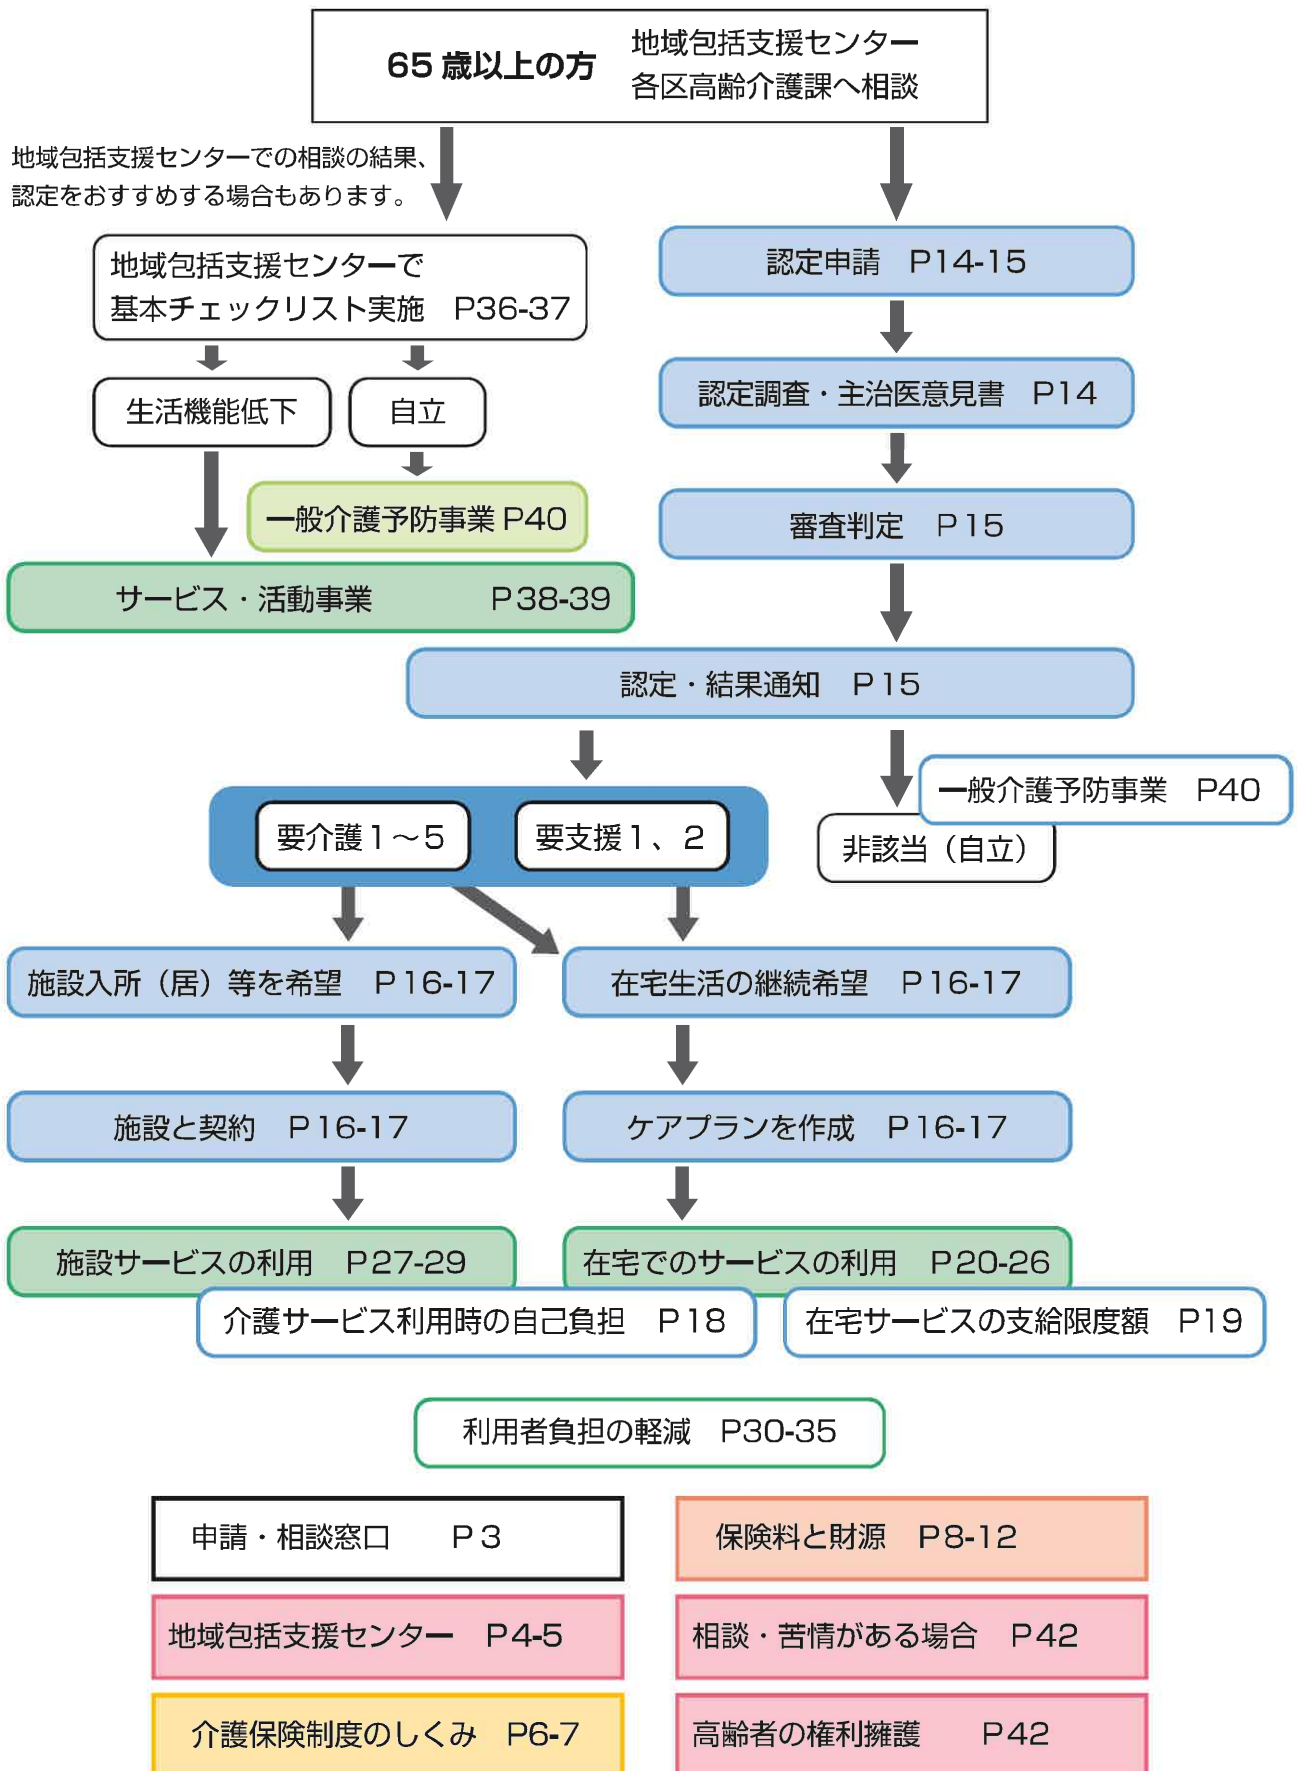 65歳以上の方
地域包括支援センター
各区高齢介護課へ相談
地域包括支援センターでの相談の結果、
認定をおすすめする場合もあります。
地域包括支援センターで
基本チェックリスト実施 P36-37
生活機能低下
自立
一般介護予防事業 P40
サービス・活動事業 P38-39
認定申請 P14-15
認定調査・主治医意見書 P14
審査判定 P15
認定・結果通知 P15
一般介護予防事業 P40
要介護1～5
要支援1、2
非該当（自立）
施設入所（居）等を希望 P16-17
在宅生活の継続希望 P16-17
施設と契約 P16-17
ケアプランを作成 P16-17
施設サービスの利用 P27-29
在宅でのサービスの利用 P20-26
介護サービス利用時の自己負担 P18
在宅サービスの支給限度額 P19
利用者負担の軽減 P30-35
申請・相談窓口 P3
保険料と財源 P8-12
地域包括支援センター P4-5
相談・苦情がある場合 P42
介護保険制度のしくみ P6-7
高齢者の権利擁護 P42